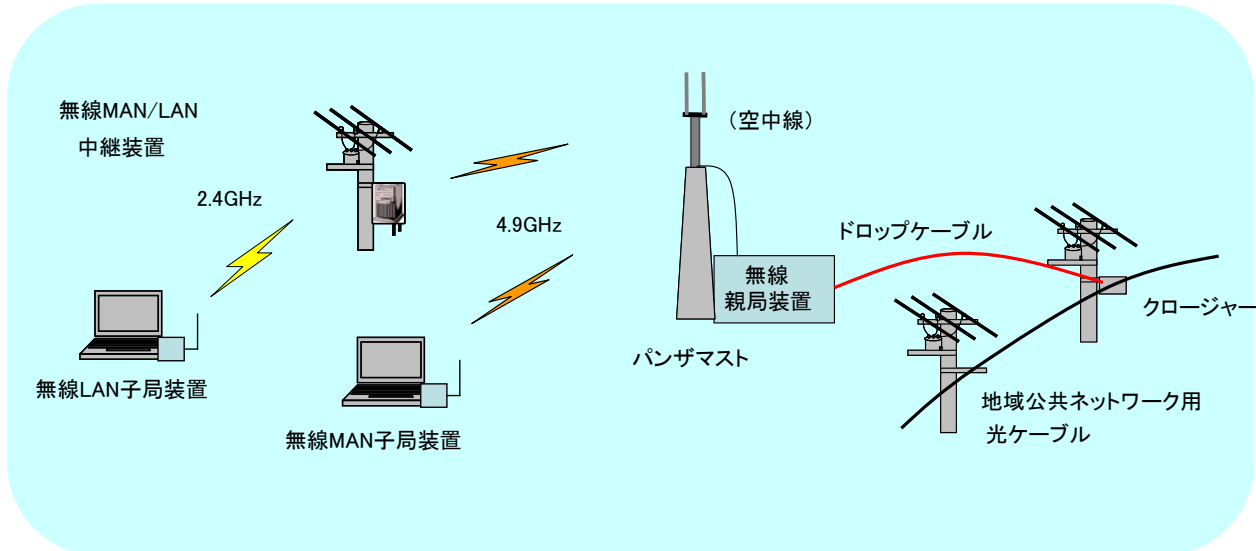 無線MAN/LAN
中継装置
2.4GHz
4.9GHz
(空中線)
ドロップケーブル
無線
親局装置
クロージャー
パンザマスト
無線LAN子局装置
無線MAN子局装置
地域公共ネットワーク用
光ケーブル